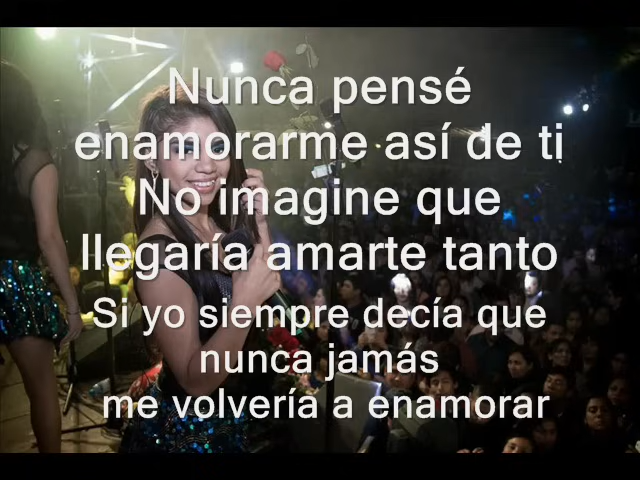 Nunca pensé
enamorarme así de ti
No imagine que
llegaría amarte tanto
Si yo siempre decía que
nunca jamás
me volvería a enamorar